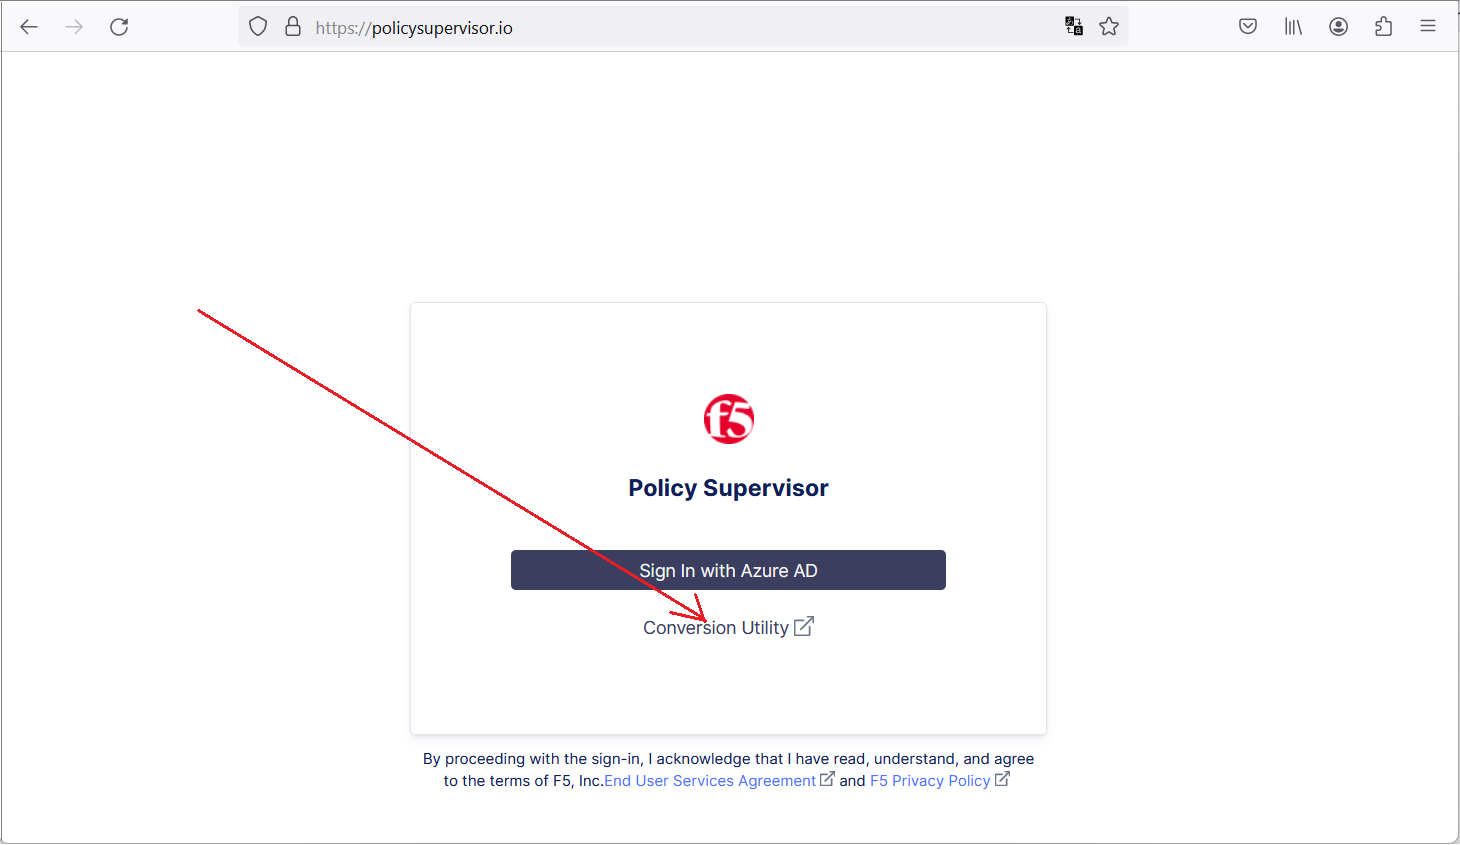 https://policysupervisor.io
f5
Policy Supervisor
Sign In with Azure AD
Conversion Utility
By proceeding with the sign-in, I acknowledge that I have read, understand, and agree
to the terms of F5, Inc.End User Services Agreement and F5 Privacy Policy